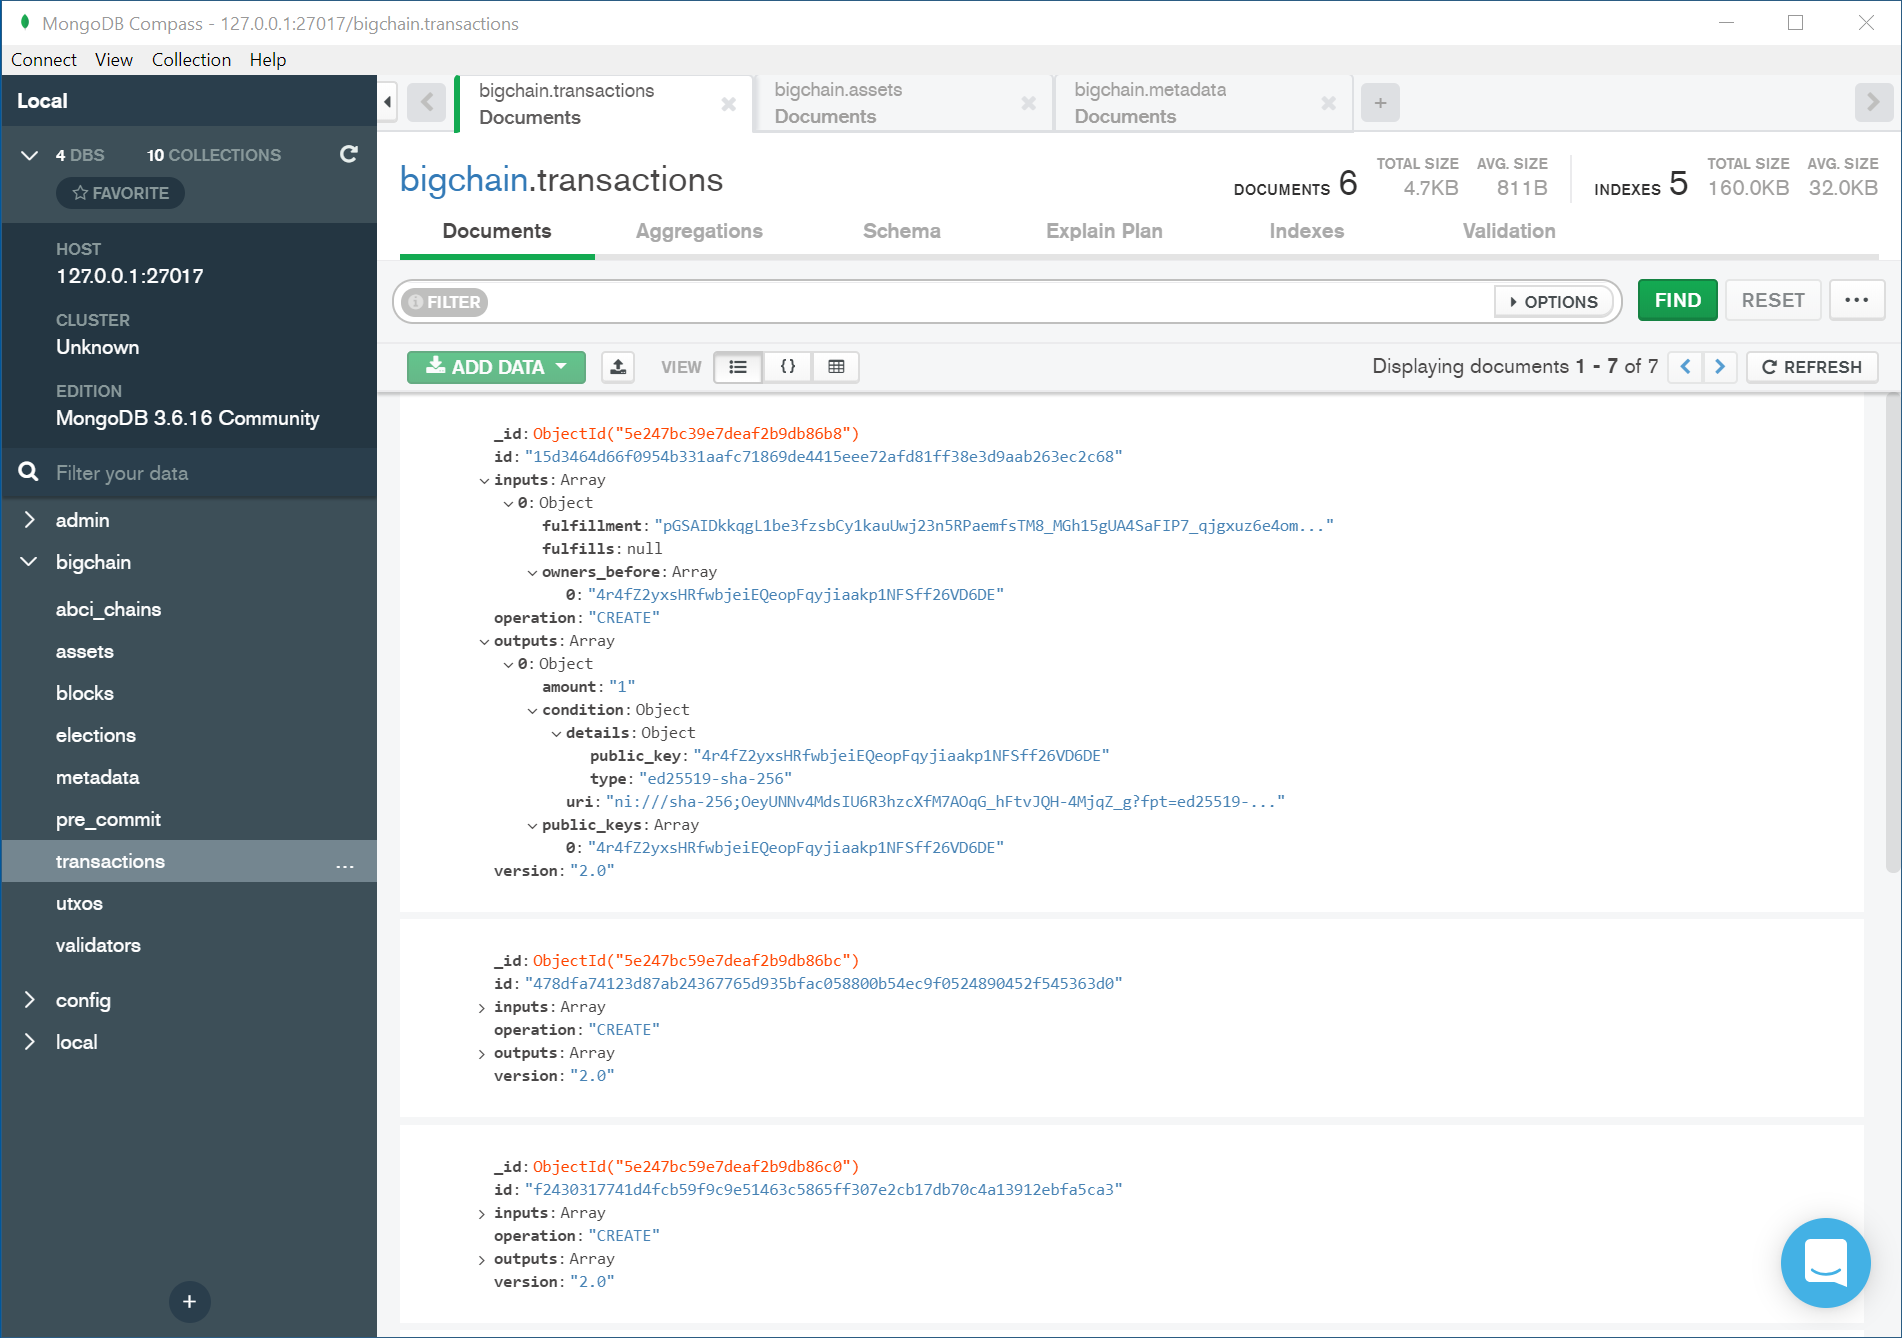 MongoDB Compass - 127.0.0.1:27017/bigchain.transactions
Connect View Collection Help
Local
4 DBS 10 COLLECTIONS
FAVORITE
HOST
127.0.0.1:27017
CLUSTER
Unknown
EDITION
MongoDB 3.6.16 Community
Filter your data
admin
bigchain
abci_chains
assets
blocks
elections
metadata
pre_commit
transactions ...
utxos
validators
config
local
+
bigchain.transactions
Documents
bigchain.assets
Documents
bigchain.metadata
Documents
+
bigchain.transactions
DOCUMENTS 6
TOTAL SIZE
4.7KB
AVG. SIZE
811B
INDEXES 5
TOTAL SIZE
160.0KB
AVG. SIZE
32.0KB
Documents Aggregations Schema Explain Plan Indexes Validation
FILTER OPTIONS FIND RESET ...
ADD DATA VIEW {} Displaying documents 1 - 7 of 7 REFRESH
_id: ObjectId("5e247bc39e7deaf2b9db86b8")
id: "15d3464d66f0954b331aafc71869de4415eee72afd81ff38e3d9aab263ec2c68"
inputs: Array
0: Object
fulfillment: "pGSAIDkkqgL1be3fzsbCy1kauUwj23n5RPaemfsTM8_MGh15gUA4SaFIP7_qjgxuz6e4om..."
fulfills: null
owners_before: Array
0: "4r4fZ2yxsHRfwbjeiEQeopFqyjiaakp1NFSff26VD6DE"
operation: "CREATE"
outputs: Array
0: Object
amount: "1"
condition: Object
details: Object
public_key: "4r4fZ2yxsHRfwbjeiEQeopFqyjiaakp1NFSff26VD6DE"
type: "ed25519-sha-256"
uri: "ni:///sha-256;OeyUNNv4MdsIU6R3hzcXfM7AOqG_hFtvJQH-4MjqZ_g?fpt=ed25519-..."
public_keys: Array
0: "4r4fZ2yxsHRfwbjeiEQeopFqyjiaakp1NFSff26VD6DE"
version: "2.0"
_id: ObjectId("5e247bc59e7deaf2b9db86bc")
id: "478dfa74123d87ab24367765d935bfac058800b54ec9f0524890452f545363d0"
inputs: Array
operation: "CREATE"
outputs: Array
version: "2.0"
_id: ObjectId("5e247bc59e7deaf2b9db86c0")
id: "f2430317741d4fcb59f9c9e51463c5865ff307e2cb17db70c4a13912ebfa5ca3"
inputs: Array
operation: "CREATE"
outputs: Array
version: "2.0"